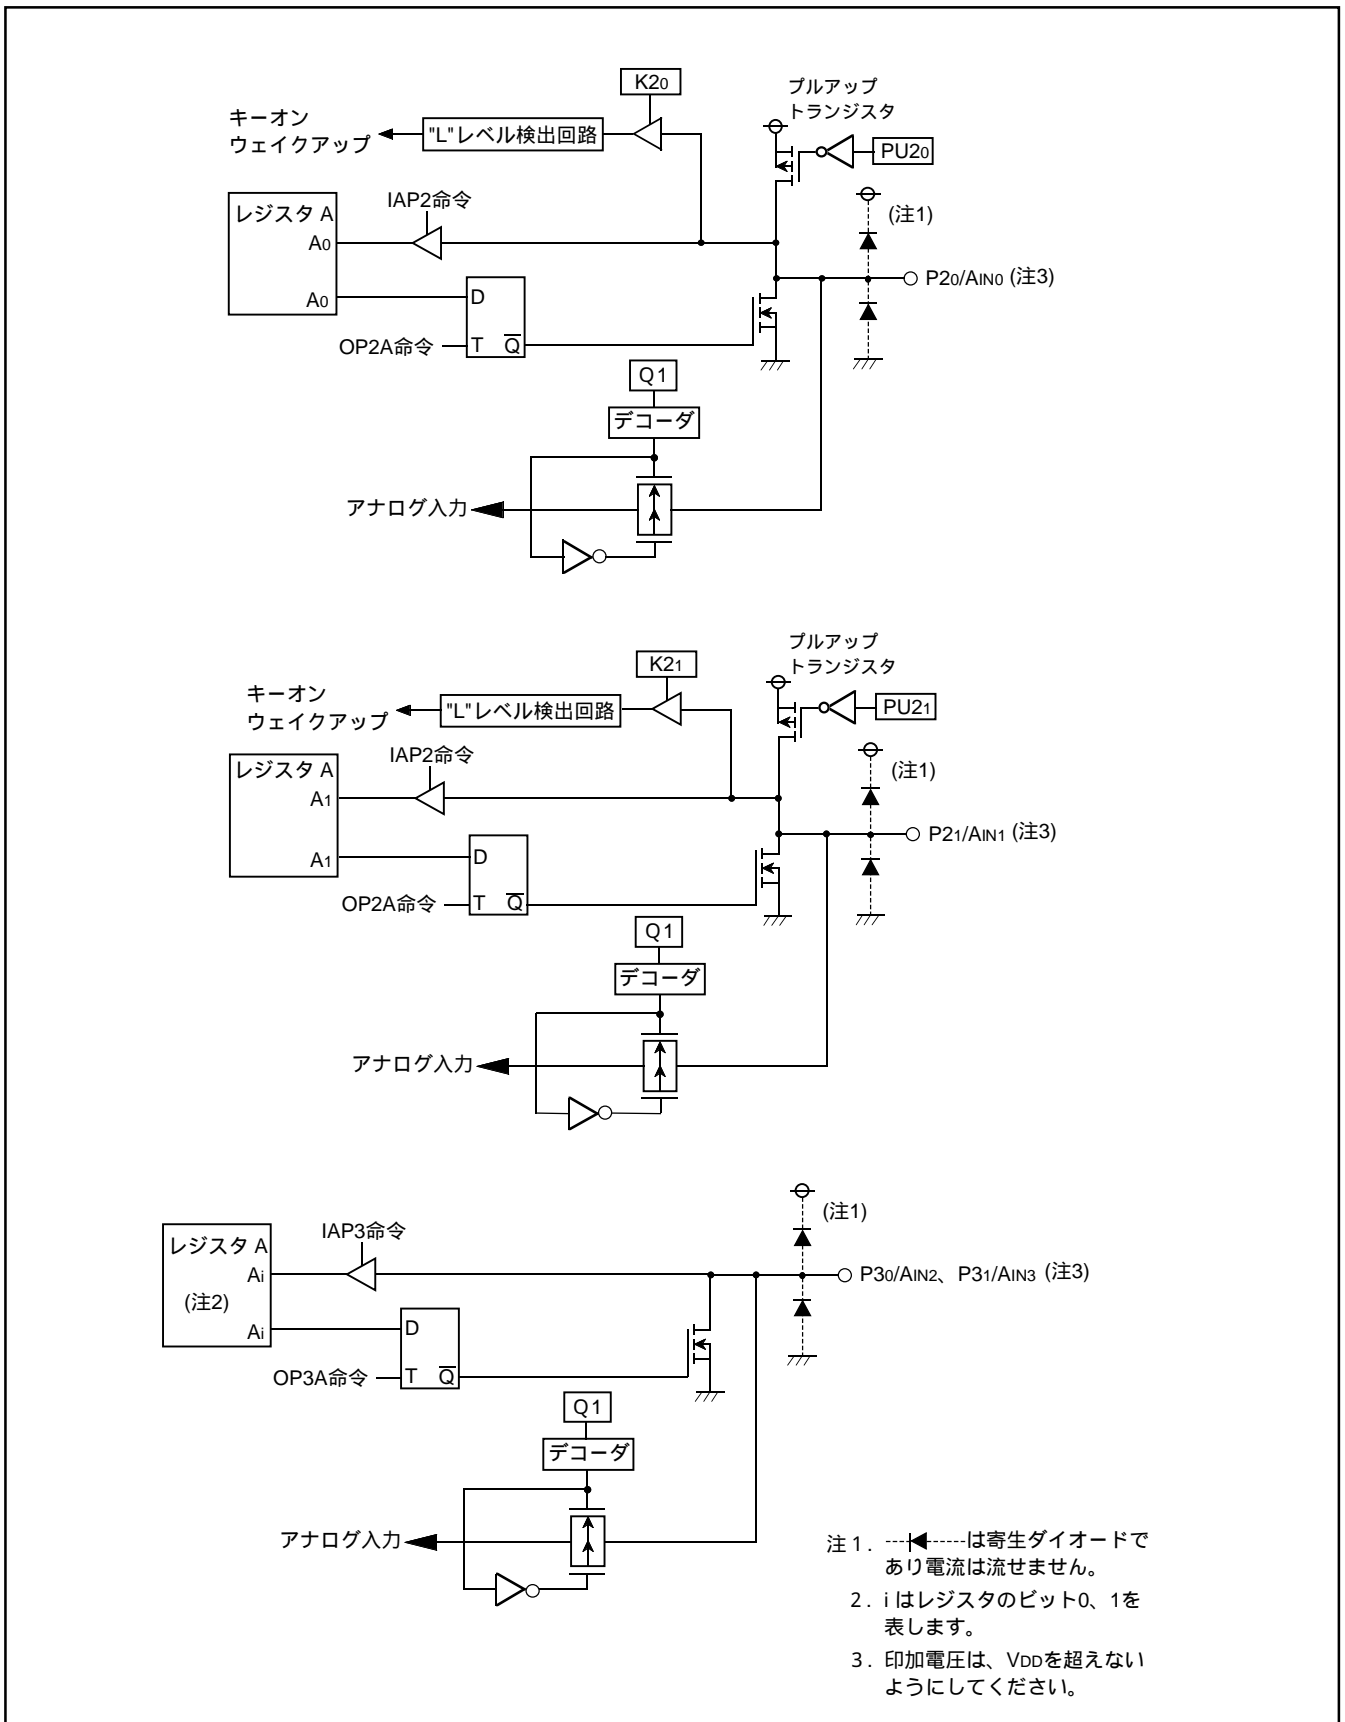 K20
プルアップ
トランジスタ
キーオン
ウェイクアップ
"L"レベル検出回路
PU20
IAP2命令
(注1)
レジスタ A
A0
P20/AIN0 (注3)
A0
D
OP2A命令
T Q̅
Q1
デコーダ
アナログ入力
プルアップ
トランジスタ
K21
キーオン
ウェイクアップ
"L"レベル検出回路
PU21
IAP2命令
(注1)
レジスタ A
A1
P21/AIN1 (注3)
A1
D
OP2A命令
T Q̅
Q1
デコーダ
アナログ入力
(注1)
IAP3命令
レジスタ A
Ai
P30/AIN2、P31/AIN3 (注3)
(注2)
Ai
D
OP3A命令
T Q̅
Q1
デコーダ
アナログ入力
注 1. は寄生ダイオードで
あり電流は流せません。
2. i はレジスタのビット0、1を
表します。
3. 印加電圧は、VDDを超えない
ようにしてください。